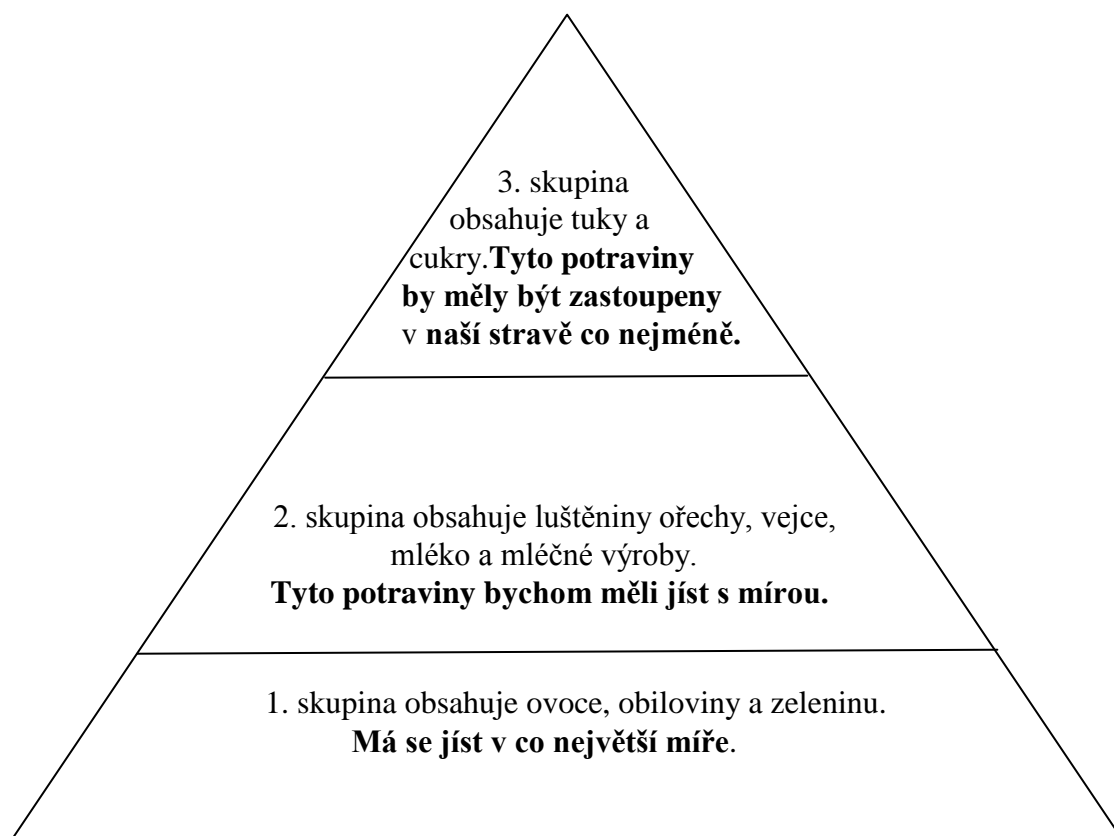 3. skupina
obsahuje tuky a
cukry.Tyto potraviny
by měly být zastoupeny
v naší stravě co nejméně.
2. skupina obsahuje luštěniny ořechy, vejce,
mléko a mléčné výroby.
Tyto potraviny bychom měli jíst s mírou.
1. skupina obsahuje ovoce, obiloviny a zeleninu.
Má se jíst v co největší míře.